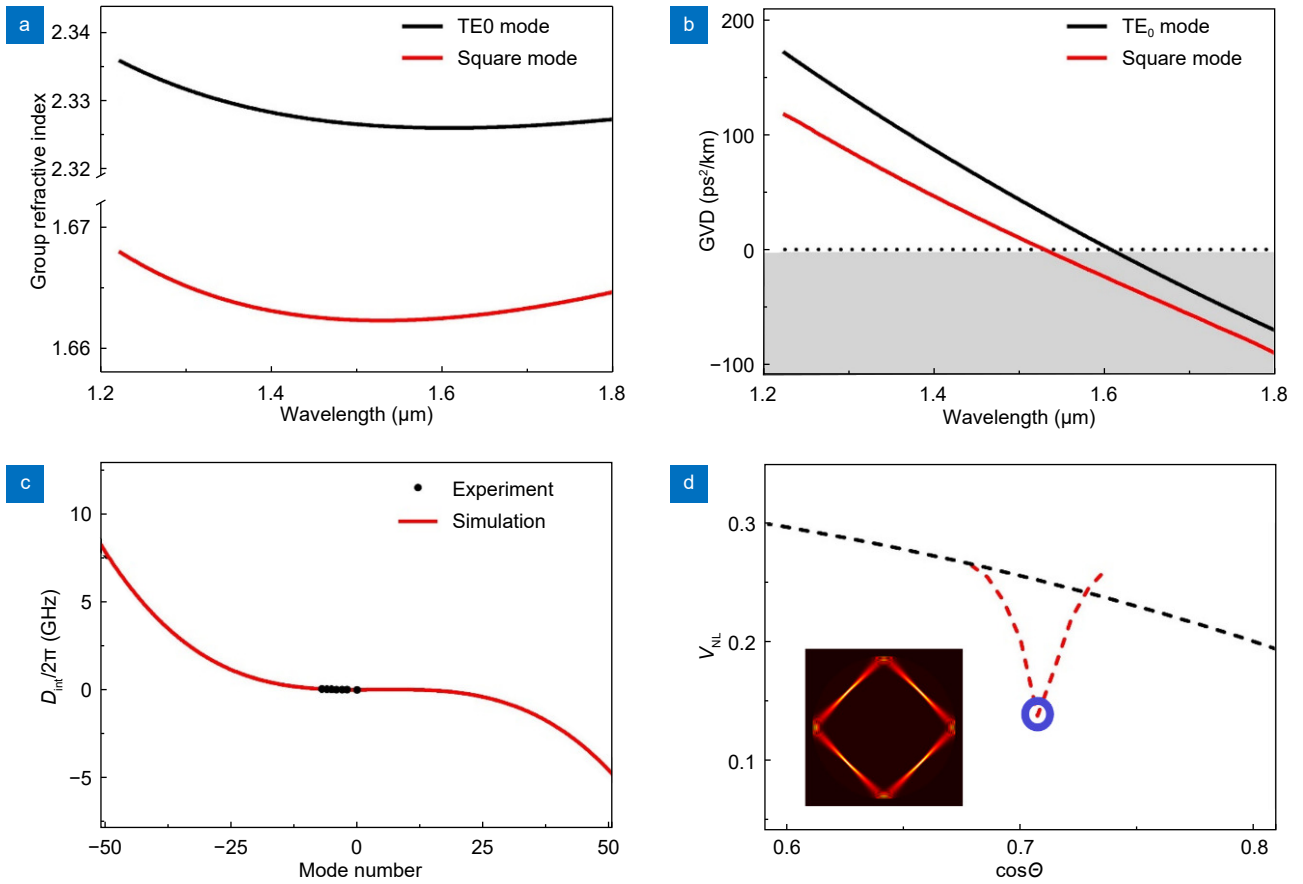 a
TE0 mode
Square mode
2.34
2.33
2.32
1.67
1.66
Group refractive index
1.2
1.4
1.6
1.8
Wavelength (μm)
b
TE₀ mode
Square mode
200
100
0
−100
GVD (ps²/km)
1.2
1.4
1.6
1.8
Wavelength (μm)
c
Experiment
Simulation
10
5
0
−5
D_int/2π (GHz)
−50
−25
0
25
50
Mode number
d
0.3
0.2
0.1
V_NL
0.6
0.7
0.8
cosΘ